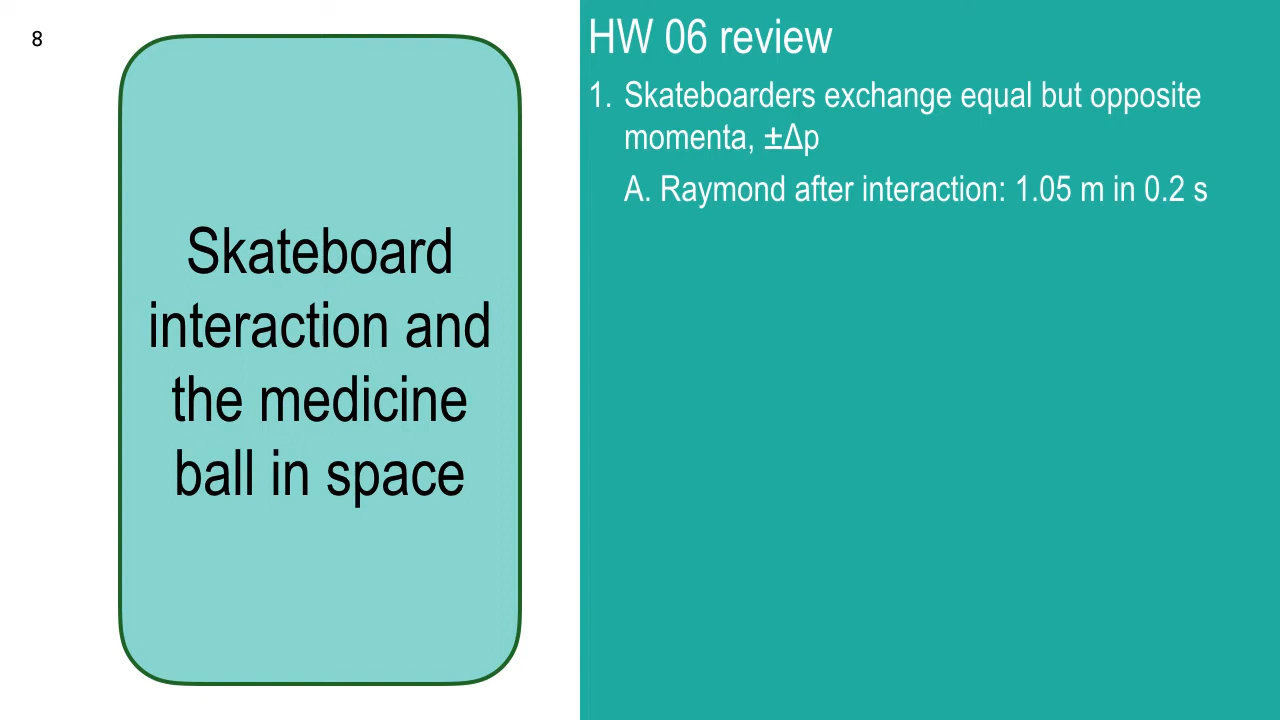 8
Skateboard
interaction and
the medicine
ball in space
HW 06 review
1. Skateboarders exchange equal but opposite
momenta, ±Δp
A. Raymond after interaction: 1.05 m in 0.2 s